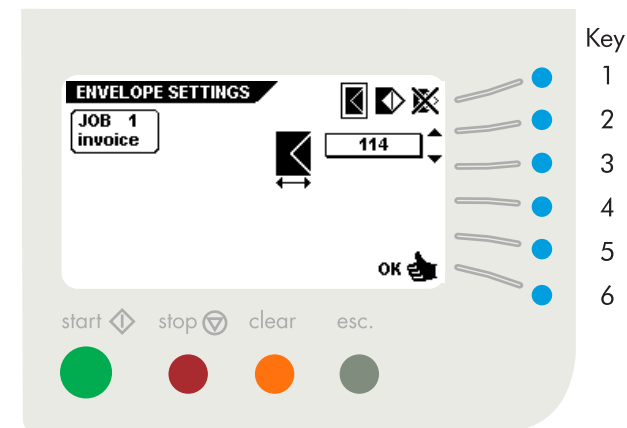 Key
ENVELOPE SETTINGS
1
JOB 1
invoice
2
114
3
4
5
OK
6
start stop clear esc.